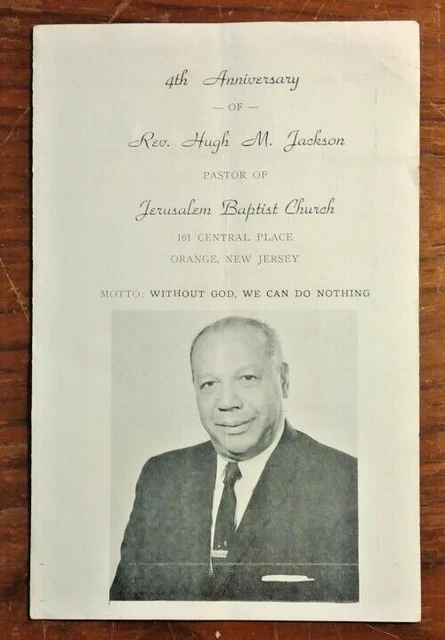 4th Anniversary
— OF —
Rev. Hugh M. Jackson
PASTOR OF
Jerusalem Baptist Church
161 CENTRAL PLACE
ORANGE, NEW JERSEY
MOTTO: WITHOUT GOD, WE CAN DO NOTHING